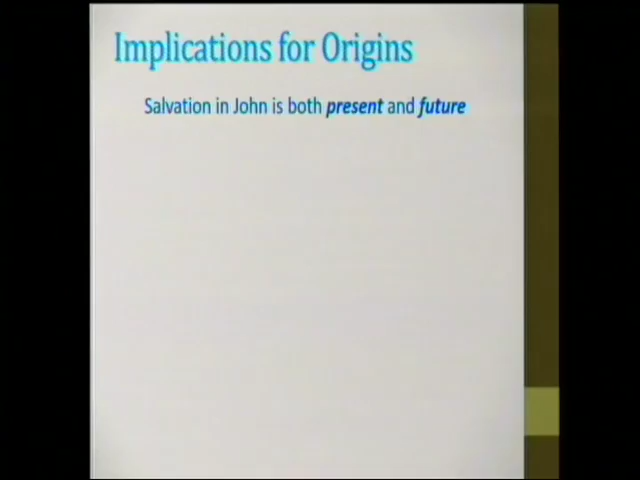 Implications for Origins
Salvation in John is both present and future